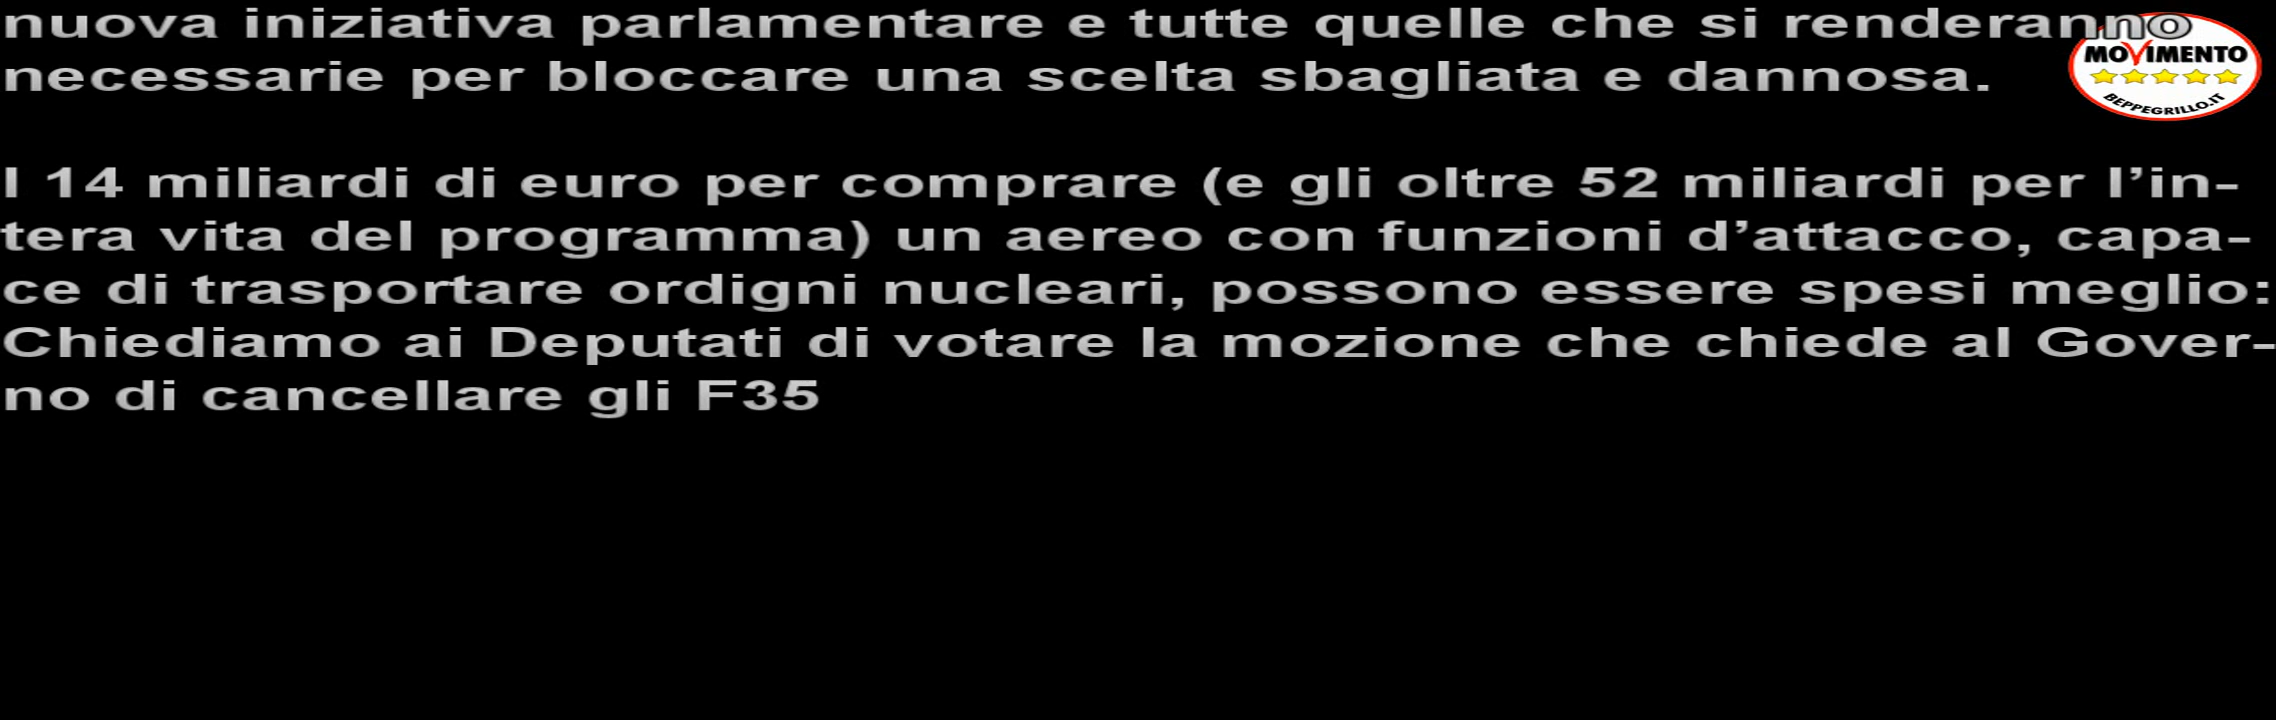 nuova iniziativa parlamentare e tutte quelle che si renderanno
necessarie per bloccare una scelta sbagliata e dannosa.
I 14 miliardi di euro per comprare (e gli oltre 52 miliardi per l’in-
tera vita del programma) un aereo con funzioni d’attacco, capa-
ce di trasportare ordigni nucleari, possono essere spesi meglio:
Chiediamo ai Deputati di votare la mozione che chiede al Gover-
no di cancellare gli F35
MOVIMENTO
BEPPEGRILLO.IT